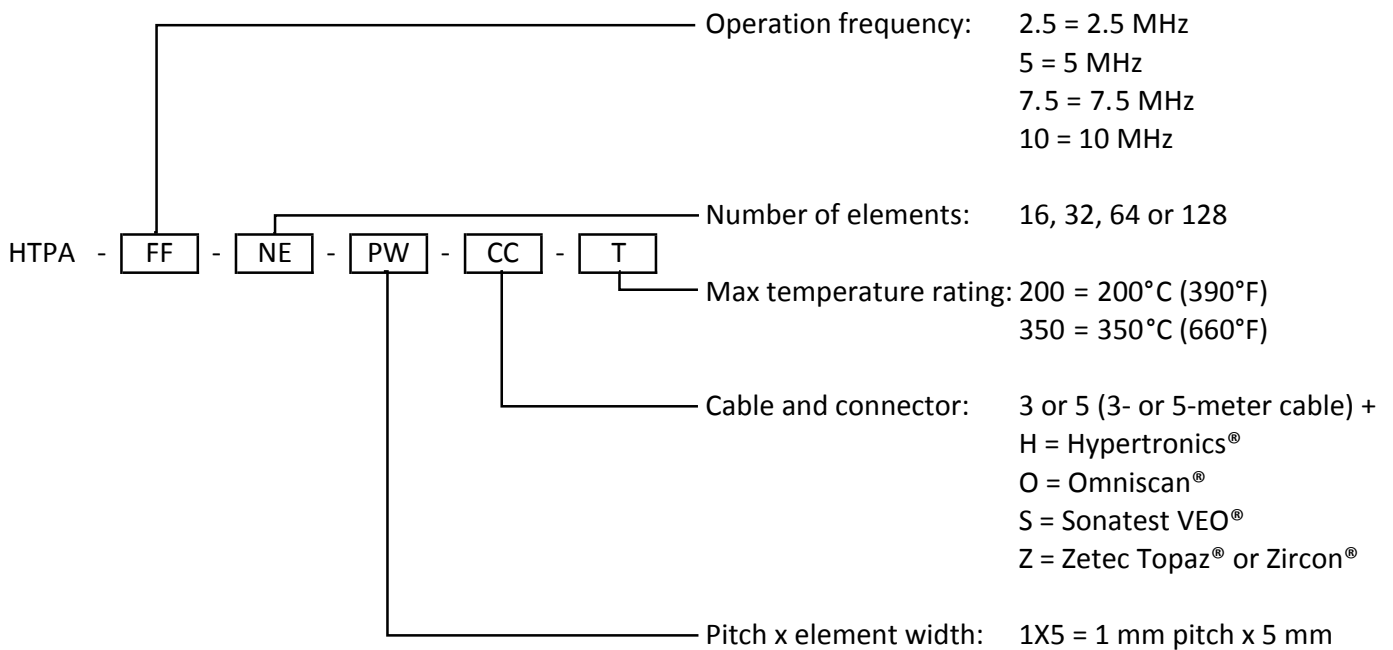 Operation frequency: 2.5 = 2.5 MHz
5 = 5 MHz
7.5 = 7.5 MHz
10 = 10 MHz
Number of elements: 16, 32, 64 or 128
HTPA - FF - NE - PW - CC - T
Max temperature rating: 200 = 200°C (390°F)
350 = 350°C (660°F)
Cable and connector: 3 or 5 (3- or 5-meter cable) +
H = Hypertronics®
O = Omniscan®
S = Sonatest VEO®
Z = Zetec Topaz® or Zircon®
Pitch x element width: 1X5 = 1 mm pitch x 5 mm